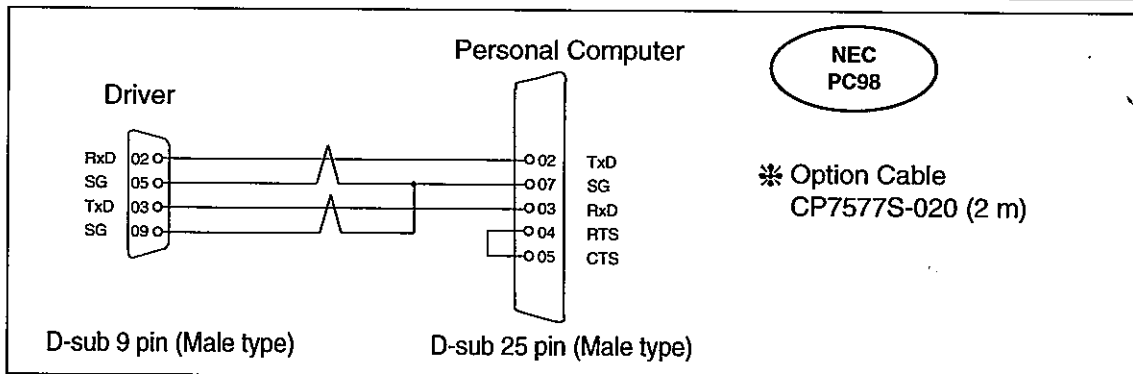 Personal Computer
NEC
PC98
Driver
RxD 02 02 TxD
SG 05 07 SG
TxD 03 03 RxD
SG 09 04 RTS
05 CTS
※ Option Cable
CP7577S-020 (2 m)
D-sub 9 pin (Male type)
D-sub 25 pin (Male type)